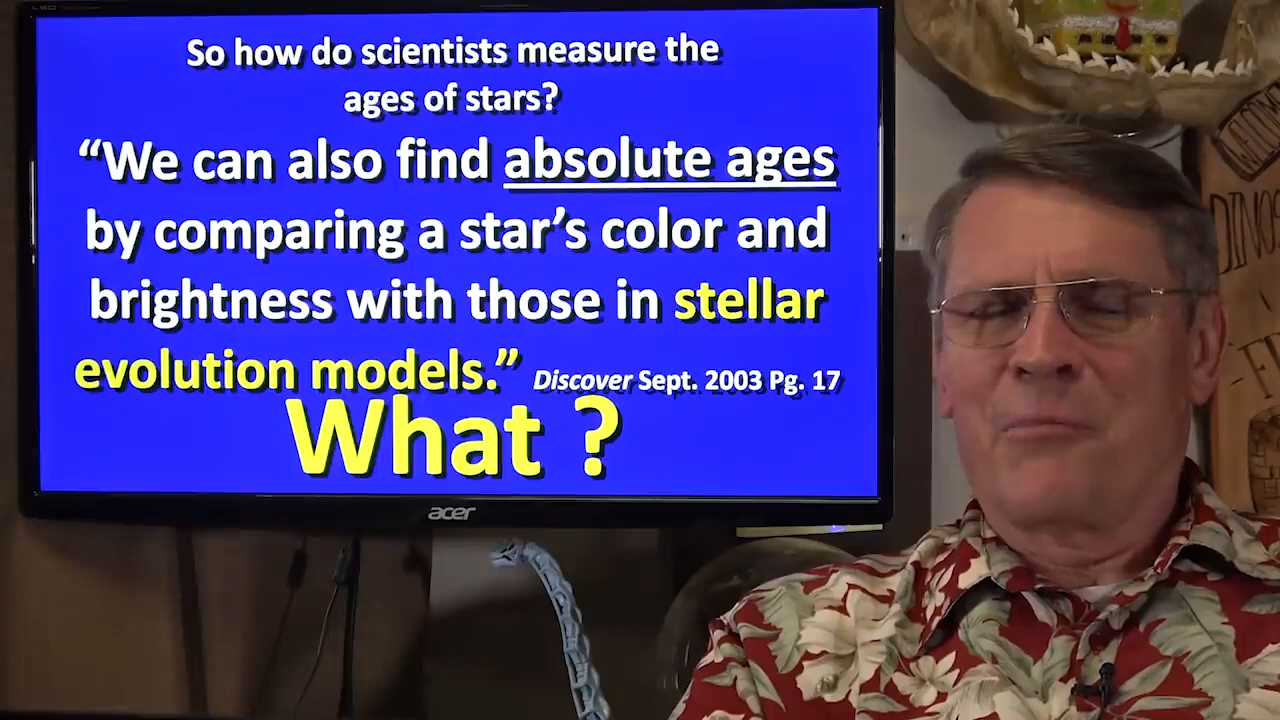 So how do scientists measure the
ages of stars?
“We can also find absolute ages
by comparing a star’s color and
brightness with those in stellar
evolution models.” Discover Sept. 2003 Pg. 17
What ?
acer